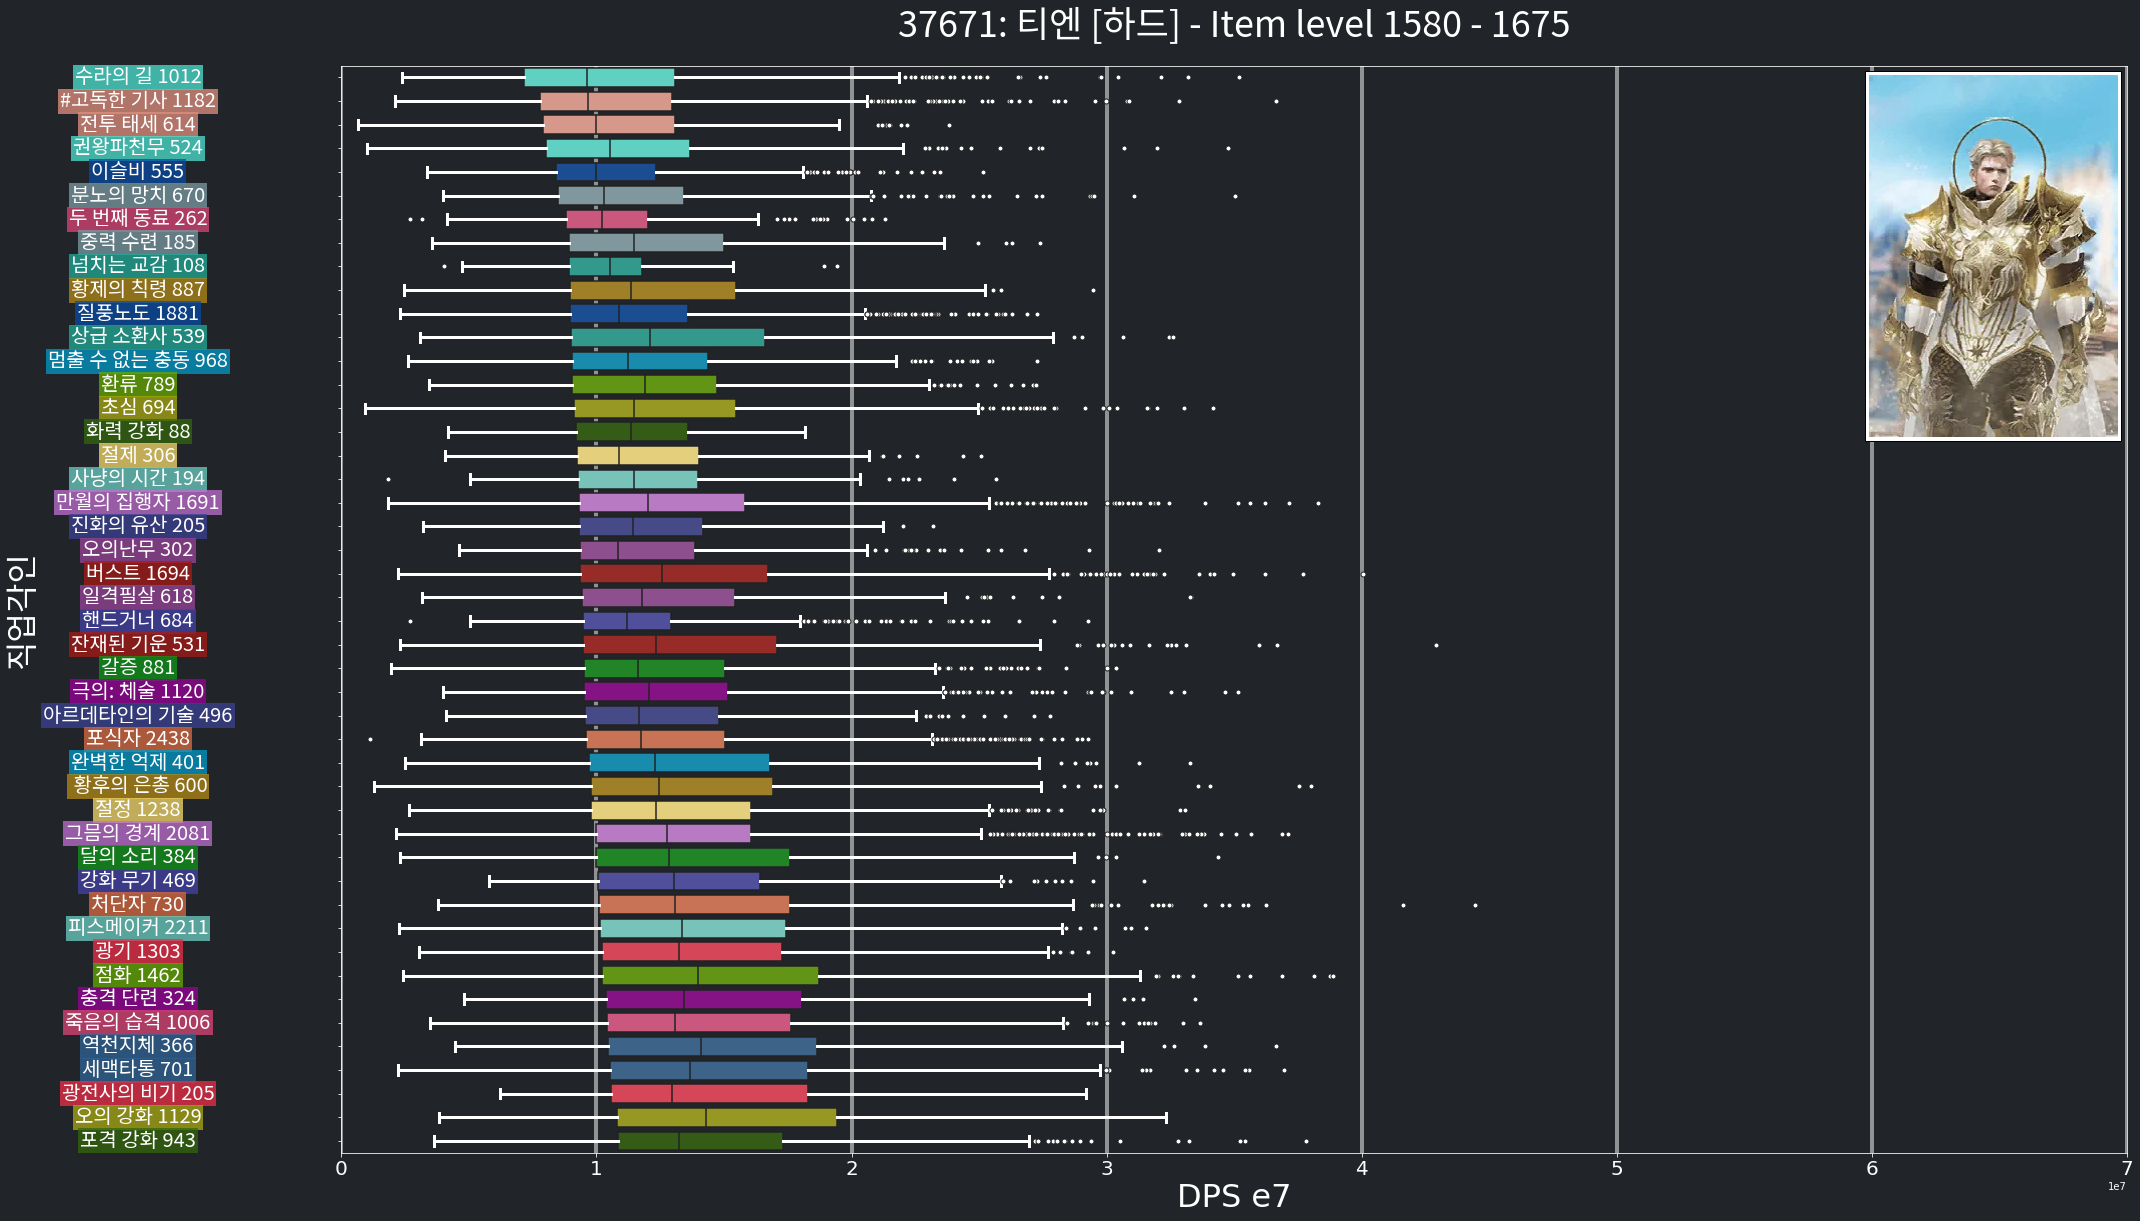 37671: 티엔 [하드] - Item level 1580 - 1675
직업각인
수라의 길 1012
#고독한 기사 1182
전투 태세 614
권왕파천무 524
이슬비 555
분노의 망치 670
두 번째 동료 262
중력 수련 185
넘치는 교감 108
황제의 칙령 887
질풍노도 1881
상급 소환사 539
멈출 수 없는 충동 968
환류 789
초심 694
화력 강화 88
절제 306
사냥의 시간 194
만월의 집행자 1691
진화의 유산 205
오의난무 302
버스트 1694
일격필살 618
핸드거너 684
잔재된 기운 531
갈증 881
극의: 체술 1120
아르데타인의 기술 496
포식자 2438
완벽한 억제 401
황후의 은총 600
절정 1238
그믐의 경계 2081
달의 소리 384
강화 무기 469
처단자 730
피스메이커 2211
광기 1303
점화 1462
충격 단련 324
죽음의 습격 1006
역천지체 366
세맥타통 701
광전사의 비기 205
오의 강화 1129
포격 강화 943
0 1 2 3 4 5 6 7
DPS e7
1e7